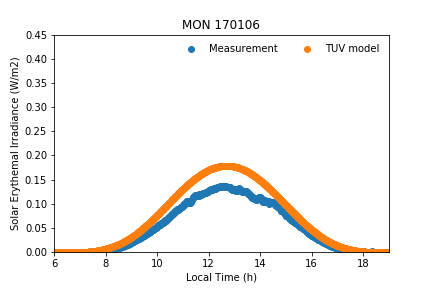 MON 170106
Measurement
TUV model
Solar Erythemal Irradiance (W/m2)
0.45
0.40
0.35
0.30
0.25
0.20
0.15
0.10
0.05
0.00
6 8 10 12 14 16 18
Local Time (h)